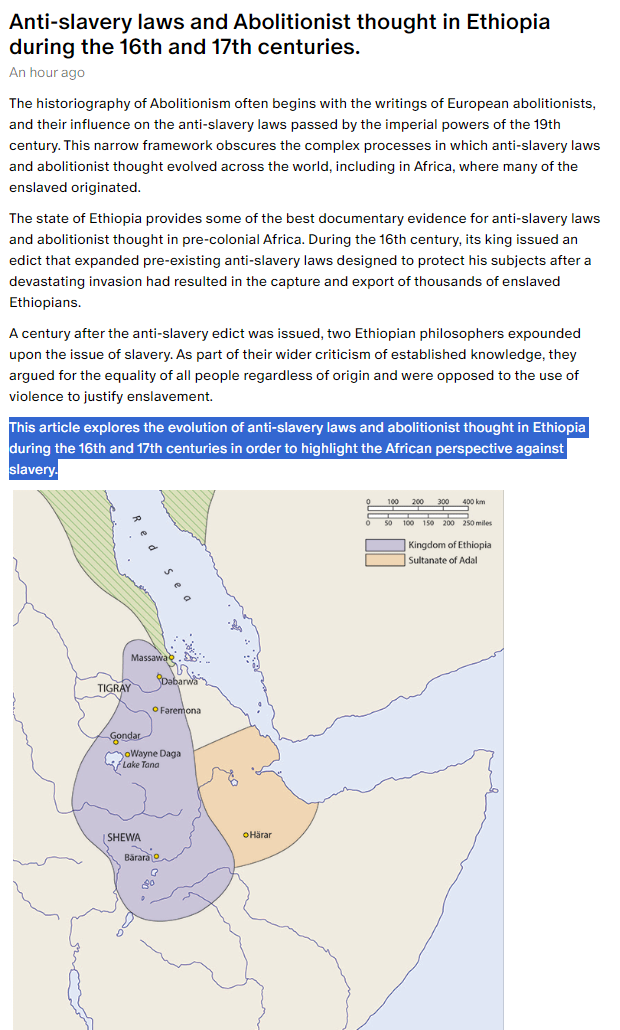 Anti-slavery laws and Abolitionist thought in Ethiopia
during the 16th and 17th centuries.
An hour ago
The historiography of Abolitionism often begins with the writings of European abolitionists,
and their influence on the anti-slavery laws passed by the imperial powers of the 19th
century. This narrow framework obscures the complex processes in which anti-slavery laws
and abolitionist thought evolved across the world, including in Africa, where many of the
enslaved originated.
The state of Ethiopia provides some of the best documentary evidence for anti-slavery laws
and abolitionist thought in pre-colonial Africa. During the 16th century, its king issued an
edict that expanded pre-existing anti-slavery laws designed to protect his subjects after a
devastating invasion had resulted in the capture and export of thousands of enslaved
Ethiopians.
A century after the anti-slavery edict was issued, two Ethiopian philosophers expounded
upon the issue of slavery. As part of their wider criticism of established knowledge, they
argued for the equality of all people regardless of origin and were opposed to the use of
violence to justify enslavement.
This article explores the evolution of anti-slavery laws and abolitionist thought in Ethiopia
during the 16th and 17th centuries in order to highlight the African perspective against
slavery.
0 100 200 300 400 km
0 50 100 150 200 250 miles
Kingdom of Ethiopia
Sultanate of Adal
Red Sea
Massawa
Dabarwa
TIGRAY
Faremona
Gondar
Wayne Daga
Lake Tana
Härar
SHEWA
Bärara